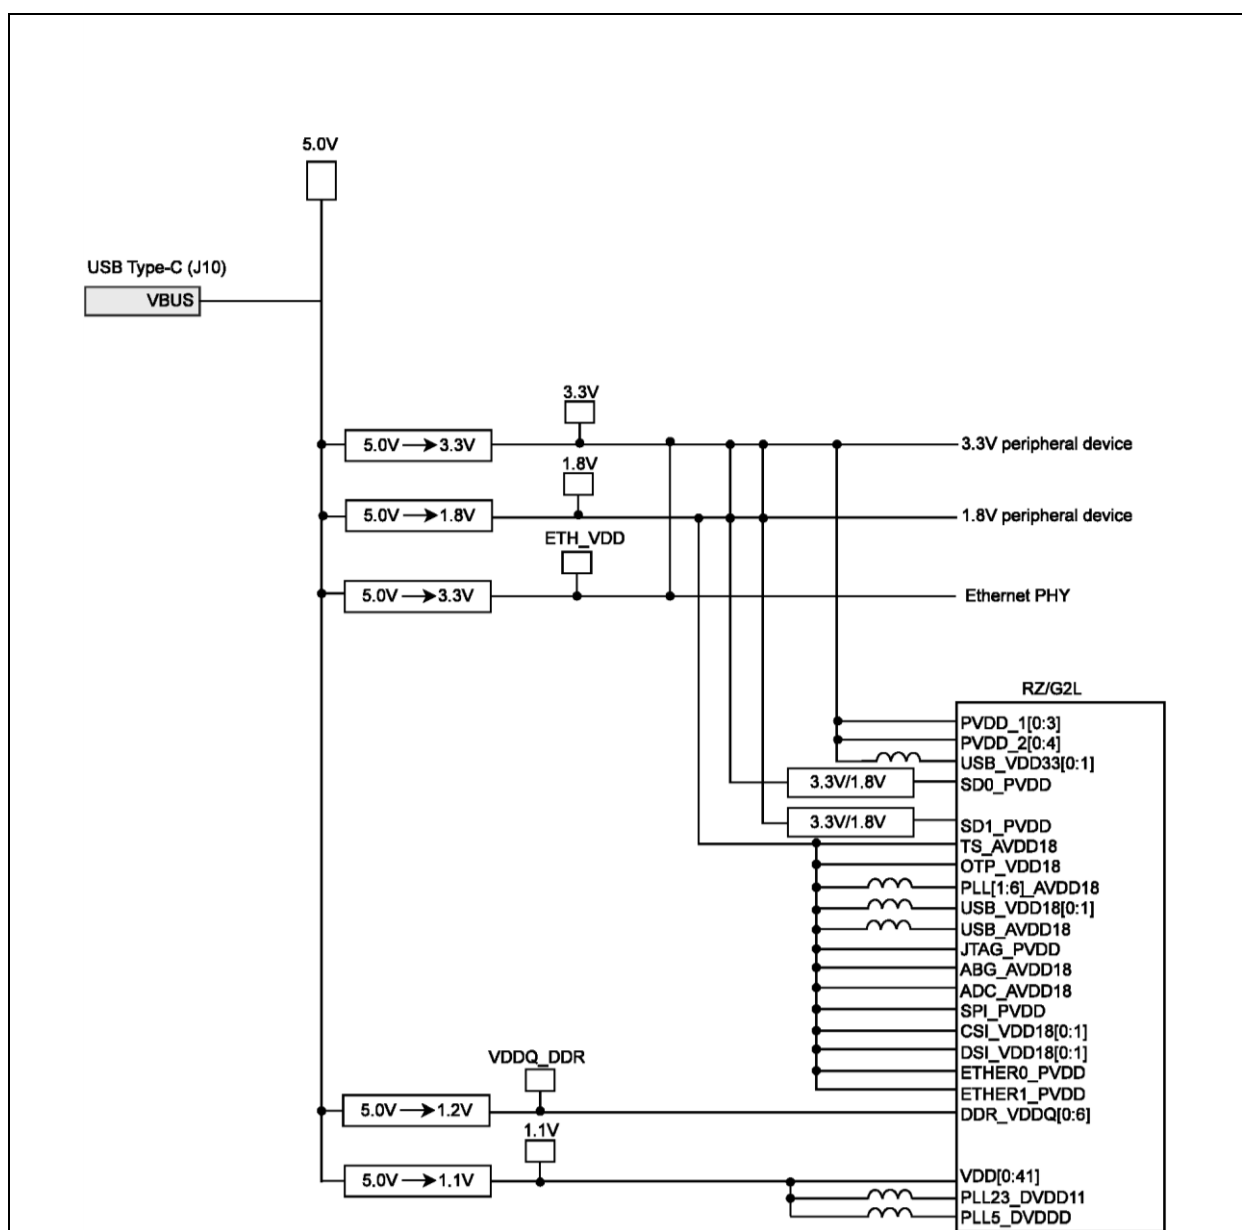 5.0V
USB Type-C (J10)
VBUS
3.3V
5.0V→3.3V
3.3V peripheral device
1.8V
5.0V→1.8V
1.8V peripheral device
ETH_VDD
5.0V→3.3V
Ethernet PHY
RZ/G2L
PVDD_1[0:3]
PVDD_2[0:4]
USB_VDD33[0:1]
3.3V/1.8V
SD0_PVDD
3.3V/1.8V
SD1_PVDD
TS_AVDD18
OTP_VDD18
PLL[1:6]_AVDD18
USB_VDD18[0:1]
USB_AVDD18
JTAG_PVDD
ABG_AVDD18
ADC_AVDD18
SPI_PVDD
CSI_VDD18[0:1]
DSI_VDD18[0:1]
ETHER0_PVDD
ETHER1_PVDD
VDDQ_DDR
5.0V→1.2V
DDR_VDDQ[0:6]
1.1V
5.0V→1.1V
VDD[0:41]
PLL23_DVDD11
PLL5_DVDDD